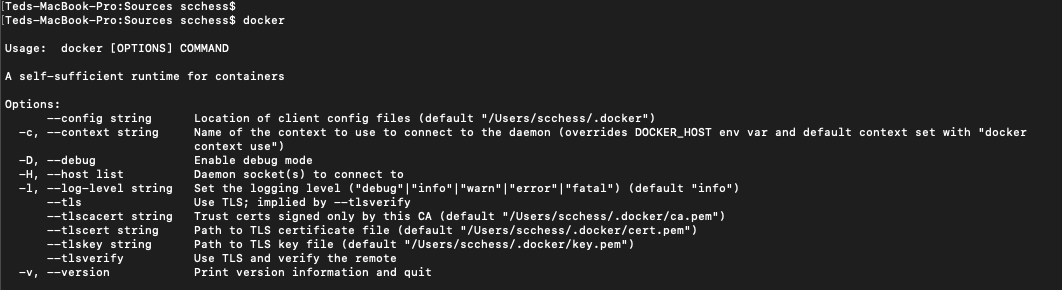 [Teds-MacBook-Pro:Sources scchess$
[Teds-MacBook-Pro:Sources scchess$ docker
Usage:  docker [OPTIONS] COMMAND
A self-sufficient runtime for containers
Options:
      --config string      Location of client config files (default "/Users/scchess/.docker")
  -c, --context string     Name of the context to use to connect to the daemon (overrides DOCKER_HOST env var and default context set with "docker
                           context use")
  -D, --debug              Enable debug mode
  -H, --host list          Daemon socket(s) to connect to
  -l, --log-level string   Set the logging level ("debug"|"info"|"warn"|"error"|"fatal") (default "info")
      --tls                Use TLS; implied by --tlsverify
      --tlscacert string   Trust certs signed only by this CA (default "/Users/scchess/.docker/ca.pem")
      --tlscert string     Path to TLS certificate file (default "/Users/scchess/.docker/cert.pem")
      --tlskey string      Path to TLS key file (default "/Users/scchess/.docker/key.pem")
      --tlsverify          Use TLS and verify the remote
  -v, --version            Print version information and quit